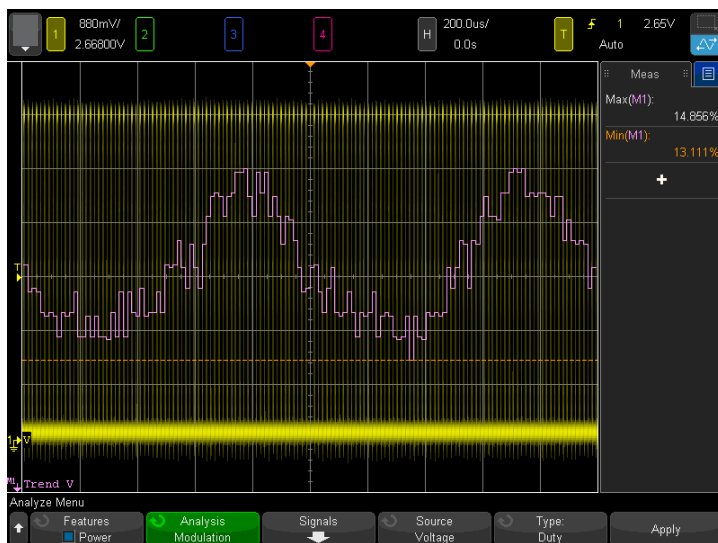 1 880mV/ 2.66800V 2 3 4 H 200.0us/ 0.0s T 1 2.65V Auto
Meas
Max(M1):
14.856%
Min(M1):
13.111%
+
T
1 V
M1 Trend V
Analyze Menu
Features Power
Analysis Modulation
Signals
Source Voltage
Type: Duty
Apply